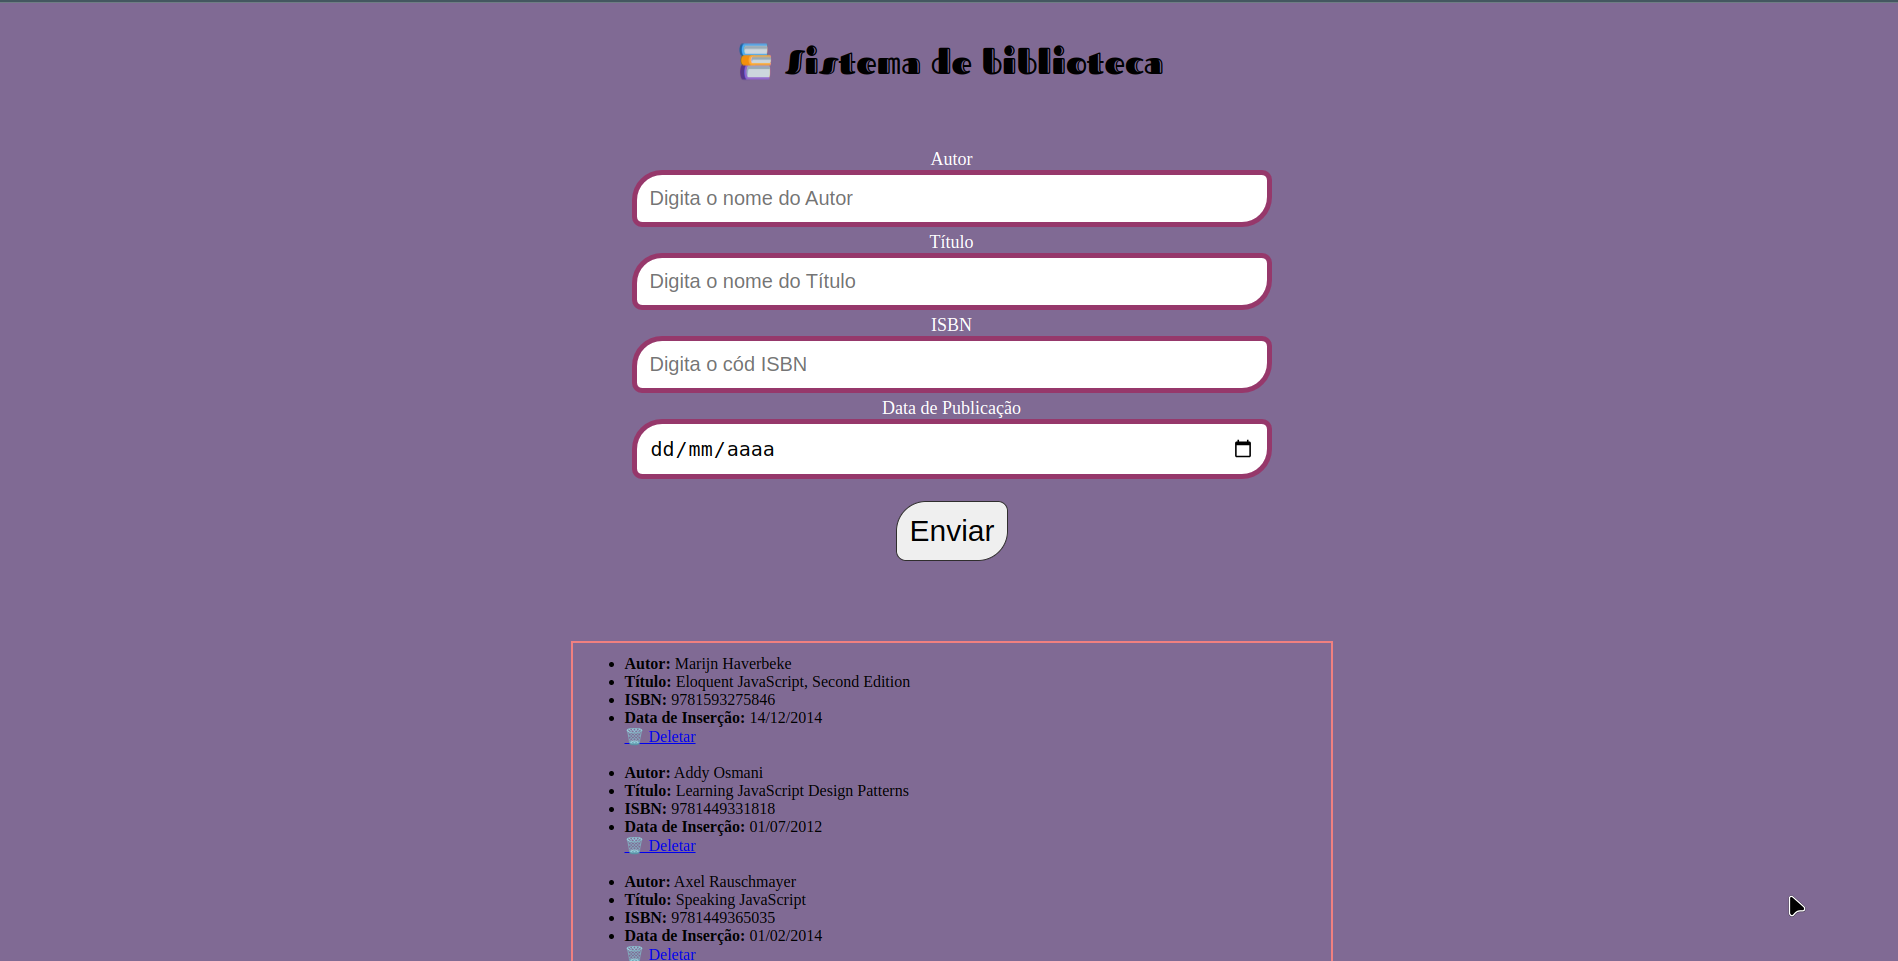 Sistema de biblioteca
Autor
Digita o nome do Autor
Título
Digita o nome do Título
ISBN
Digita o cód ISBN
Data de Publicação
dd/mm/aaaa
Enviar
Autor: Marijn Haverbeke
Título: Eloquent JavaScript, Second Edition
ISBN: 9781593275846
Data de Inserção: 14/12/2014
Deletar
Autor: Addy Osmani
Título: Learning JavaScript Design Patterns
ISBN: 9781449331818
Data de Inserção: 01/07/2012
Deletar
Autor: Axel Rauschmayer
Título: Speaking JavaScript
ISBN: 9781449365035
Data de Inserção: 01/02/2014
Deletar